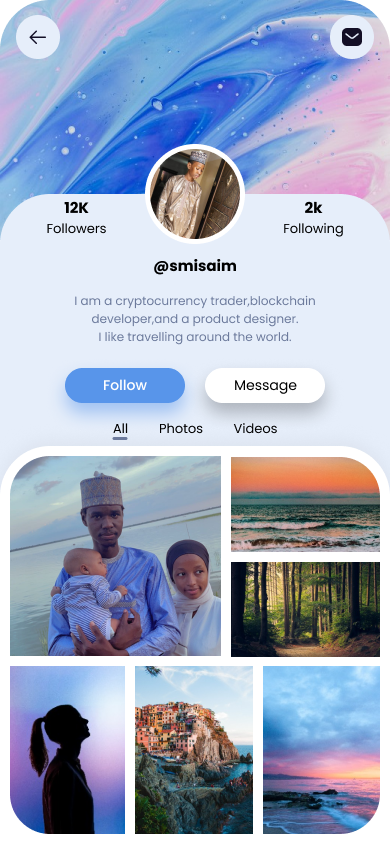 12K
Followers
2k
Following
@smisaim
I am a cryptocurrency trader,blockchain
developer,and a product designer.
I like travelling around the world.
Follow
Message
All
Photos
Videos